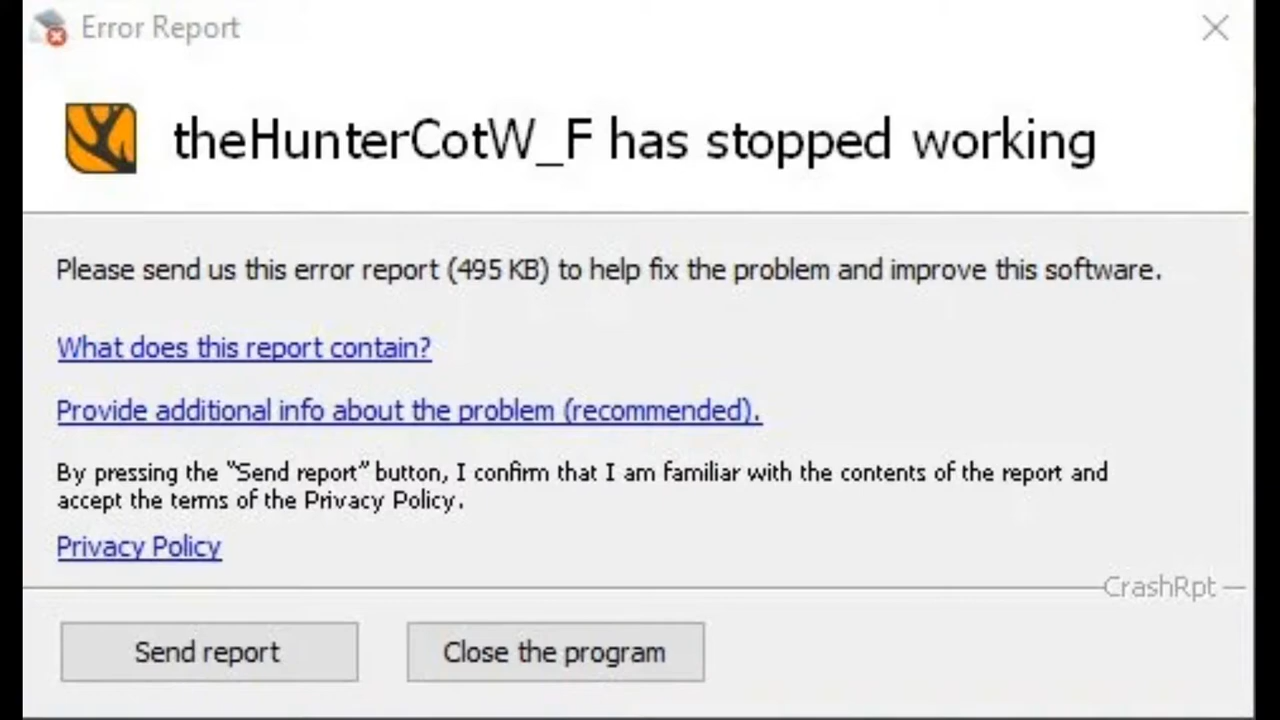 Error Report
theHunterCotW_F has stopped working
Please send us this error report (495 KB) to help fix the problem and improve this software.
What does this report contain?
Provide additional info about the problem (recommended).
By pressing the "Send report" button, I confirm that I am familiar with the contents of the report and
accept the terms of the Privacy Policy.
Privacy Policy
CrashRpt
Send report
Close the program